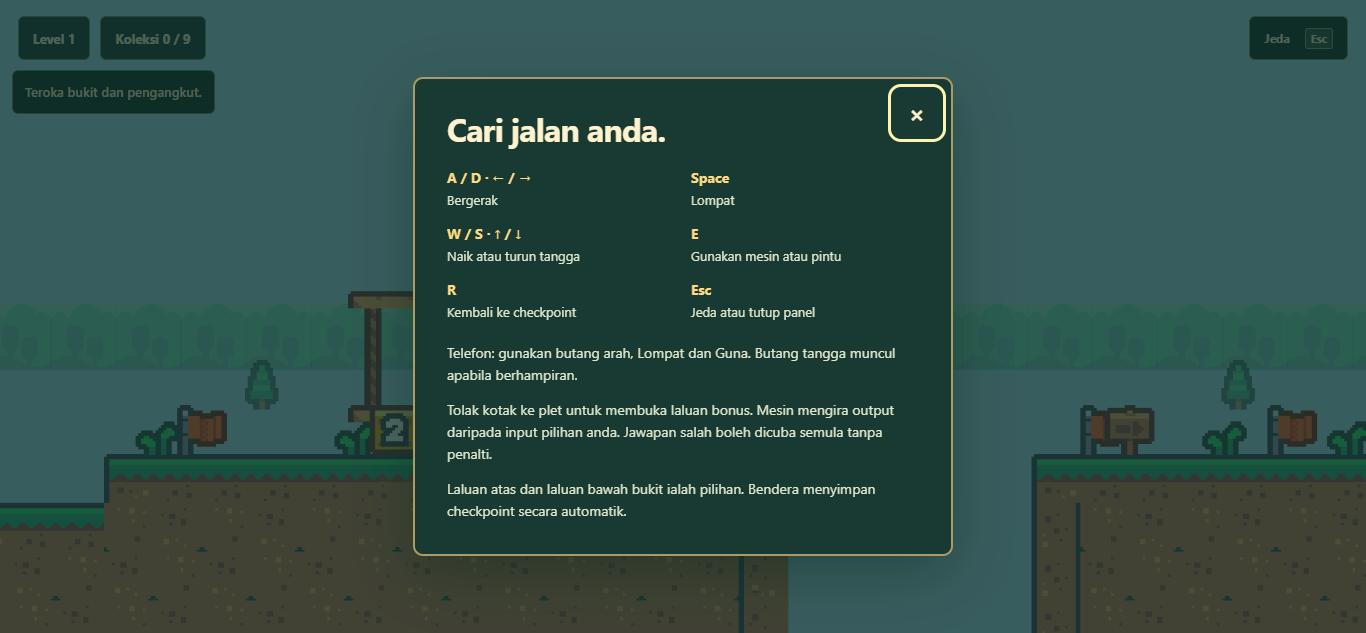 Level 1
Koleksi 0 / 9
Jeda Esc
Teroka bukit dan pengangkut.
×
Cari jalan anda.
A / D · ← / →
Bergerak
Space
Lompat
W / S · ↑ / ↓
Naik atau turun tangga
E
Gunakan mesin atau pintu
R
Kembali ke checkpoint
Esc
Jeda atau tutup panel
Telefon: gunakan butang arah, Lompat dan Guna. Butang tangga muncul
apabila berhampiran.
Tolak kotak ke plet untuk membuka laluan bonus. Mesin mengira output
daripada input pilihan anda. Jawapan salah boleh dicuba semula tanpa
penalti.
Laluan atas dan laluan bawah bukit ialah pilihan. Bendera menyimpan
checkpoint secara automatik.
2